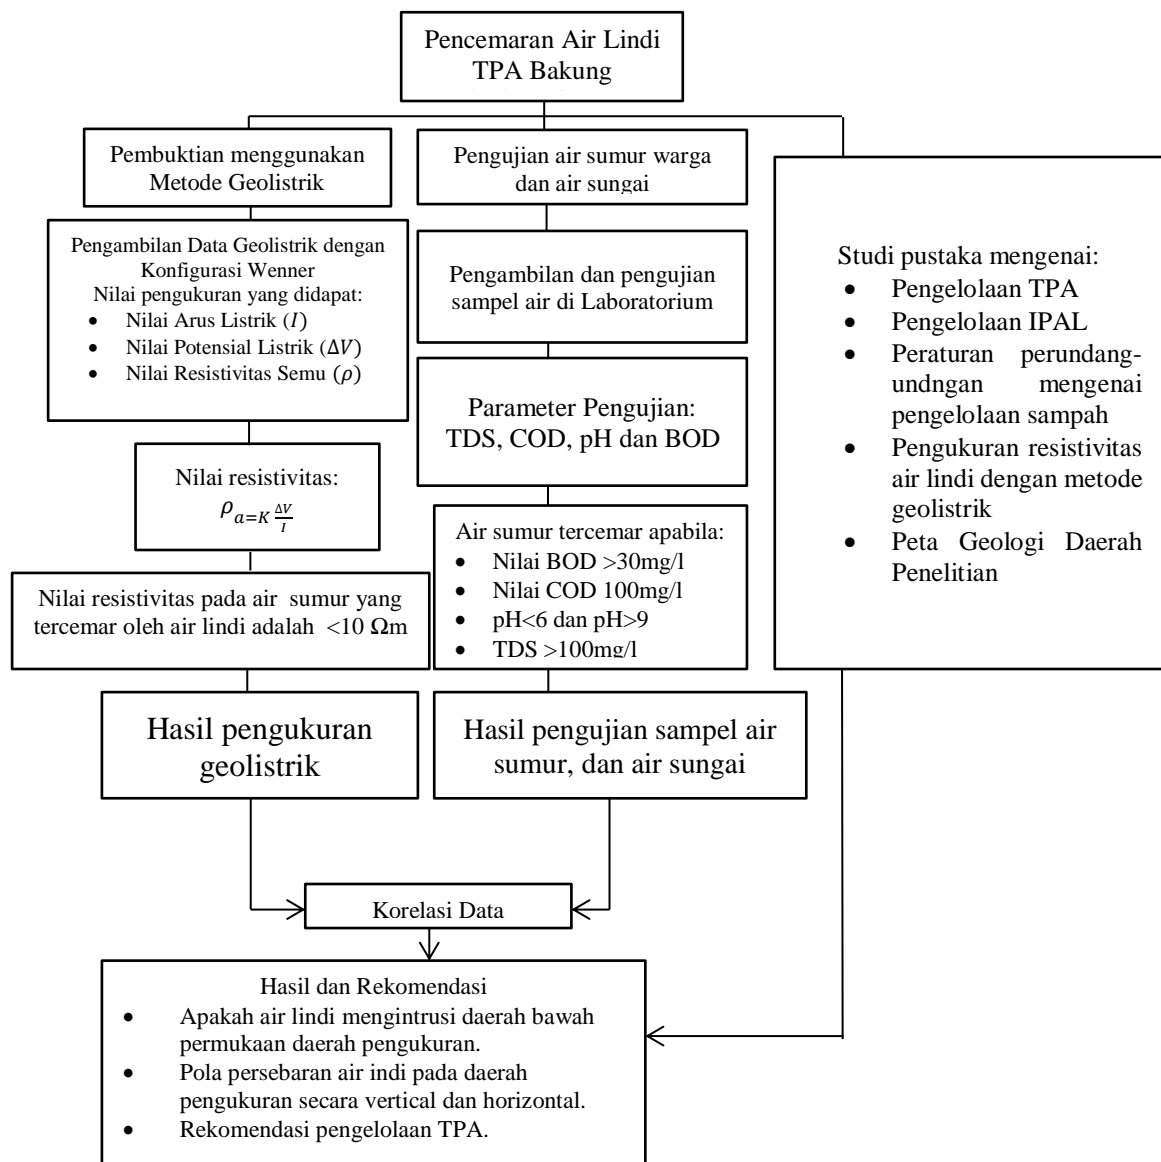 Pencemaran Air Lindi
TPA Bakung
Pembuktian menggunakan
Metode Geolistrik
Pengambilan Data Geolistrik dengan
Konfigurasi Wenner
Nilai pengukuran yang didapat:
• Nilai Arus Listrik (I)
• Nilai Potensial Listrik (ΔV)
• Nilai Resistivitas Semu (ρ)
Nilai resistivitas:
ρ a=K ΔV/I
Nilai resistivitas pada air sumur yang
tercemar oleh air lindi adalah <10 Ωm
Hasil pengukuran
geolistrik
Pengujian air sumur warga
dan air sungai
Pengambilan dan pengujian
sampel air di Laboratorium
Parameter Pengujian:
TDS, COD, pH dan BOD
Air sumur tercemar apabila:
• Nilai BOD >30mg/l
• Nilai COD 100mg/l
• pH<6 dan pH>9
• TDS >100mg/l
Hasil pengujian sampel air
sumur, dan air sungai
Studi pustaka mengenai:
• Pengelolaan TPA
• Pengelolaan IPAL
• Peraturan perundang-
undngan mengenai
pengelolaan sampah
• Pengukuran resistivitas
air lindi dengan metode
geolistrik
• Peta Geologi Daerah
Penelitian
Korelasi Data
Hasil dan Rekomendasi
• Apakah air lindi mengintrusi daerah bawah
permukaan daerah pengukuran.
• Pola persebaran air indi pada daerah
pengukuran secara vertical dan horizontal.
• Rekomendasi pengelolaan TPA.